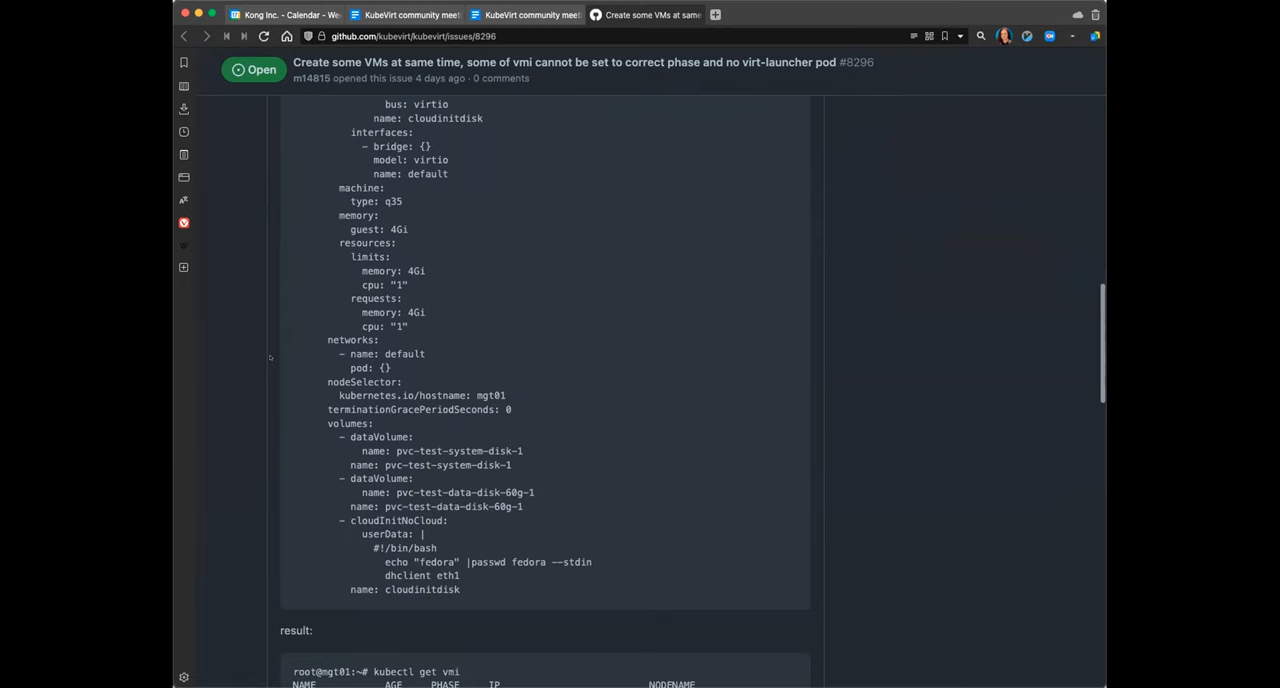 Kong Inc. - Calendar - We
KubeVirt community meet
KubeVirt community meet
Create some VMs at same
github.com/kubevirt/kubevirt/issues/8296
Open
Create some VMs at same time, some of vmi cannot be set to correct phase and no virt-launcher pod #8296
m14815 opened this issue 4 days ago · 0 comments
bus: virtio
name: cloudinitdisk
interfaces:
- bridge: {}
model: virtio
name: default
machine:
type: q35
memory:
guest: 4Gi
resources:
limits:
memory: 4Gi
cpu: "1"
requests:
memory: 4Gi
cpu: "1"
networks:
- name: default
pod: {}
nodeSelector:
kubernetes.io/hostname: mgt01
terminationGracePeriodSeconds: 0
volumes:
- dataVolume:
name: pvc-test-system-disk-1
name: pvc-test-system-disk-1
- dataVolume:
name: pvc-test-data-disk-60g-1
name: pvc-test-data-disk-60g-1
- cloudInitNoCloud:
userData: |
#!/bin/bash
echo "fedora" |passwd fedora --stdin
dhclient eth1
name: cloudinitdisk
result:
root@mgt01:~# kubectl get vmi
NAME AGE PHASE IP NODENAME